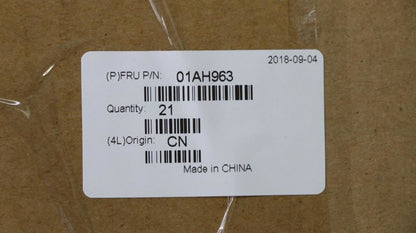 2018-09-04
(P)FRU P/N: 01AH963
Quantity: 21
(4L)Origin: CN
Made in CHINA